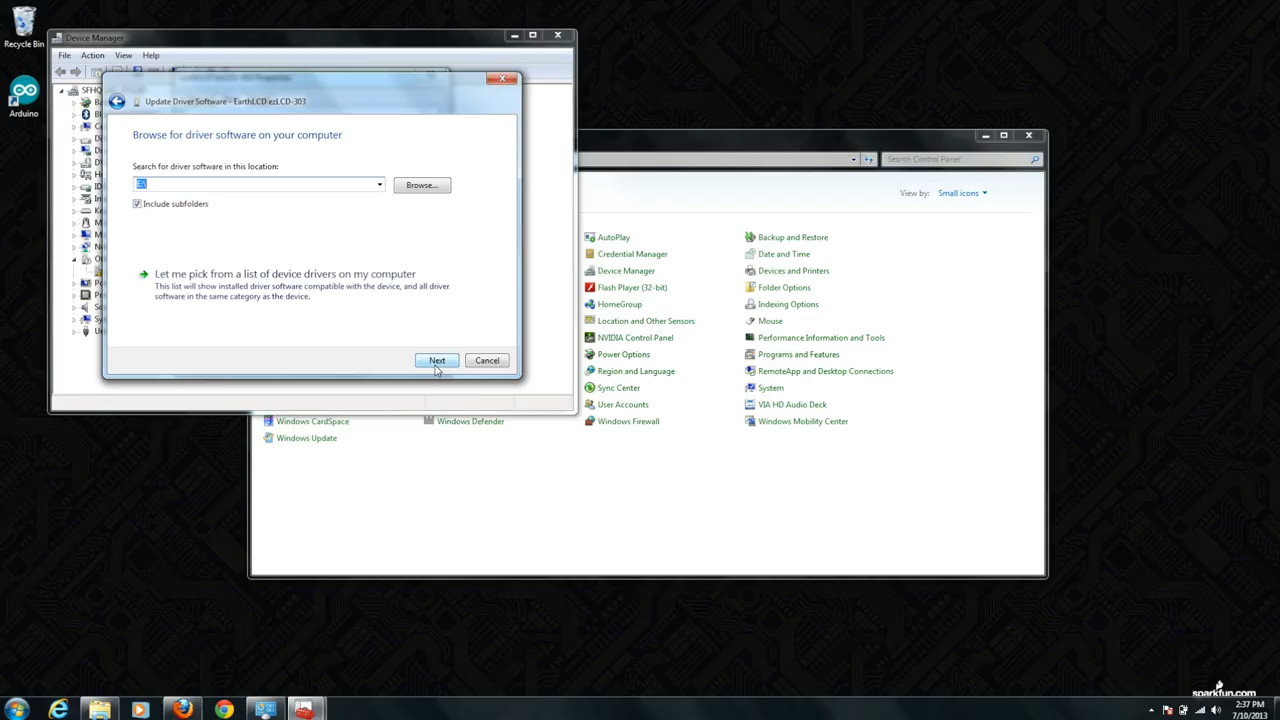 Recycle Bin
Arduino
Device Manager
File Action View Help
SFHQ
Update Driver Software - EarthLCD ezLCD-303
Browse for driver software on your computer
Search for driver software in this location:
E:\
Browse...
Include subfolders
Let me pick from a list of device drivers on my computer
This list will show installed driver software compatible with the device, and all driver
software in the same category as the device.
Next Cancel
Search Control Panel
View by: Small icons
AutoPlay Backup and Restore
Credential Manager Date and Time
Device Manager Devices and Printers
Flash Player (32-bit) Folder Options
HomeGroup Indexing Options
Location and Other Sensors Mouse
NVIDIA Control Panel Performance Information and Tools
Power Options Programs and Features
Region and Language RemoteApp and Desktop Connections
Sync Center System
User Accounts VIA HD Audio Deck
Windows CardSpace Windows Defender Windows Firewall Windows Mobility Center
Windows Update
sparkfun.com
2:37 PM
7/10/2013